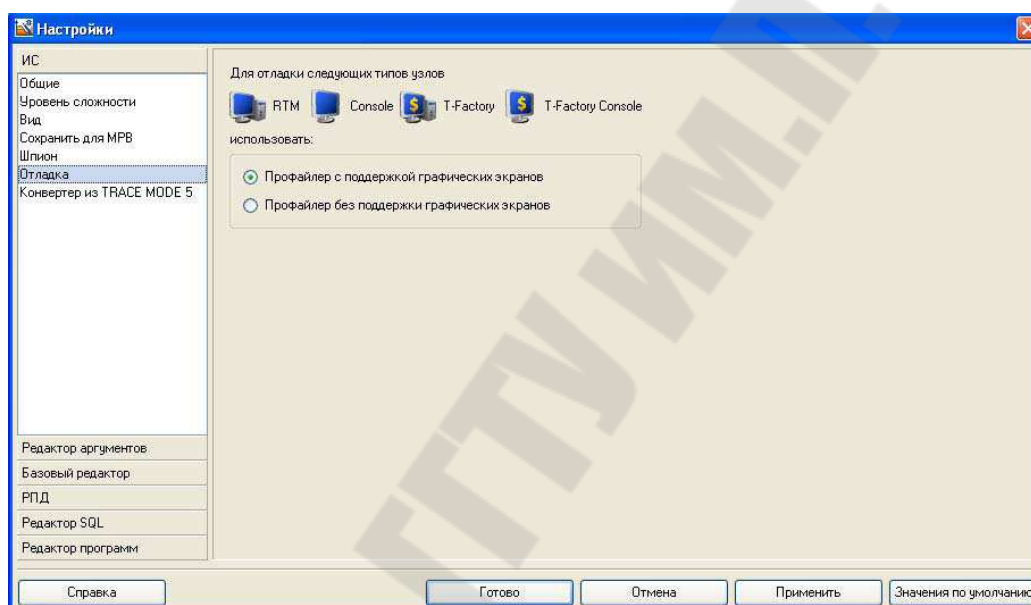 Настройки
ИС
Общие
Уровень сложности
Вид
Сохранить для МРВ
Шпион
Отладка
Конвертер из TRACE MODE 5
Редактор аргументов
Базовый редактор
РПД
Редактор SQL
Редактор программ
Для отладки следующих типов узлов
RTM Console T-Factory T-Factory Console
использовать:
Профайлер с поддержкой графических экранов
Профайлер без поддержки графических экранов
Справка Готово Отмена Применить Значения по умолчанию
ГГТУ ИМ.П.